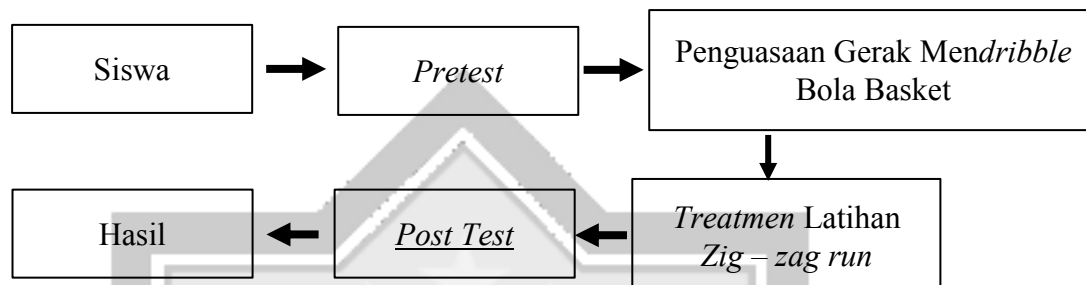 Siswa
Pretest
Penguasaan Gerak Mendribble
Bola Basket
Treatmen Latihan
Zig – zag run
Post Test
Hasil